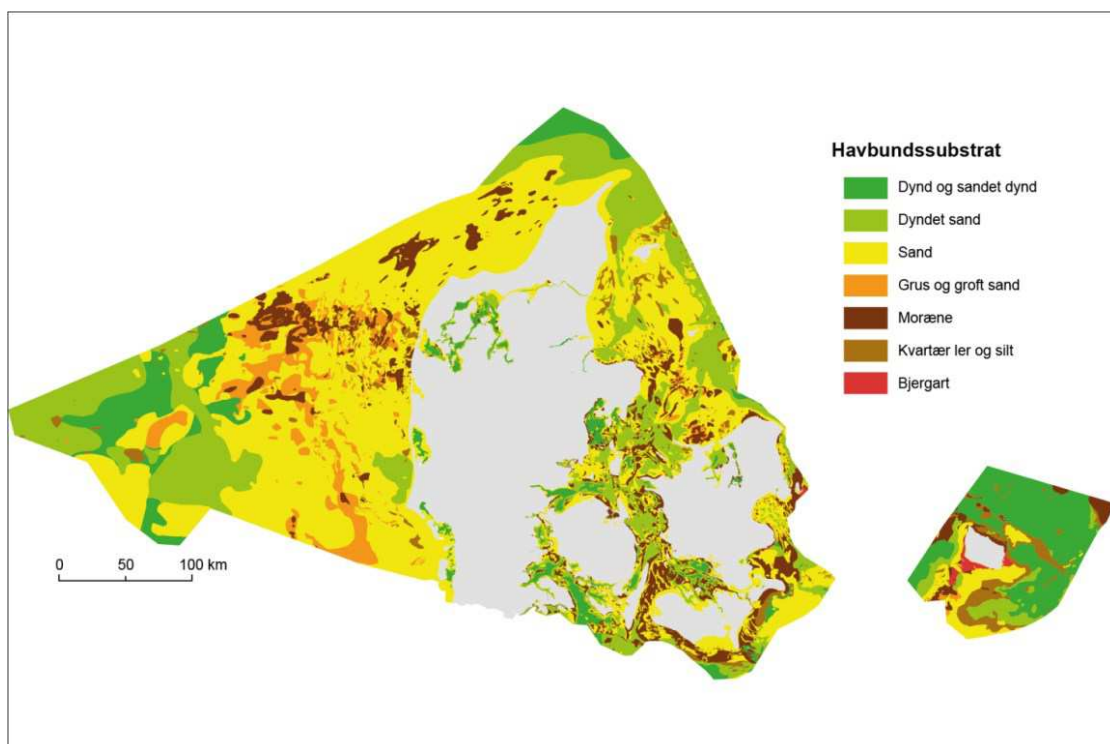 Havbundssubstrat
Dynd og sandet dynd
Dyndet sand
Sand
Grus og groft sand
Moræne
Kvartær ler og silt
Bjergart
0 50 100 km